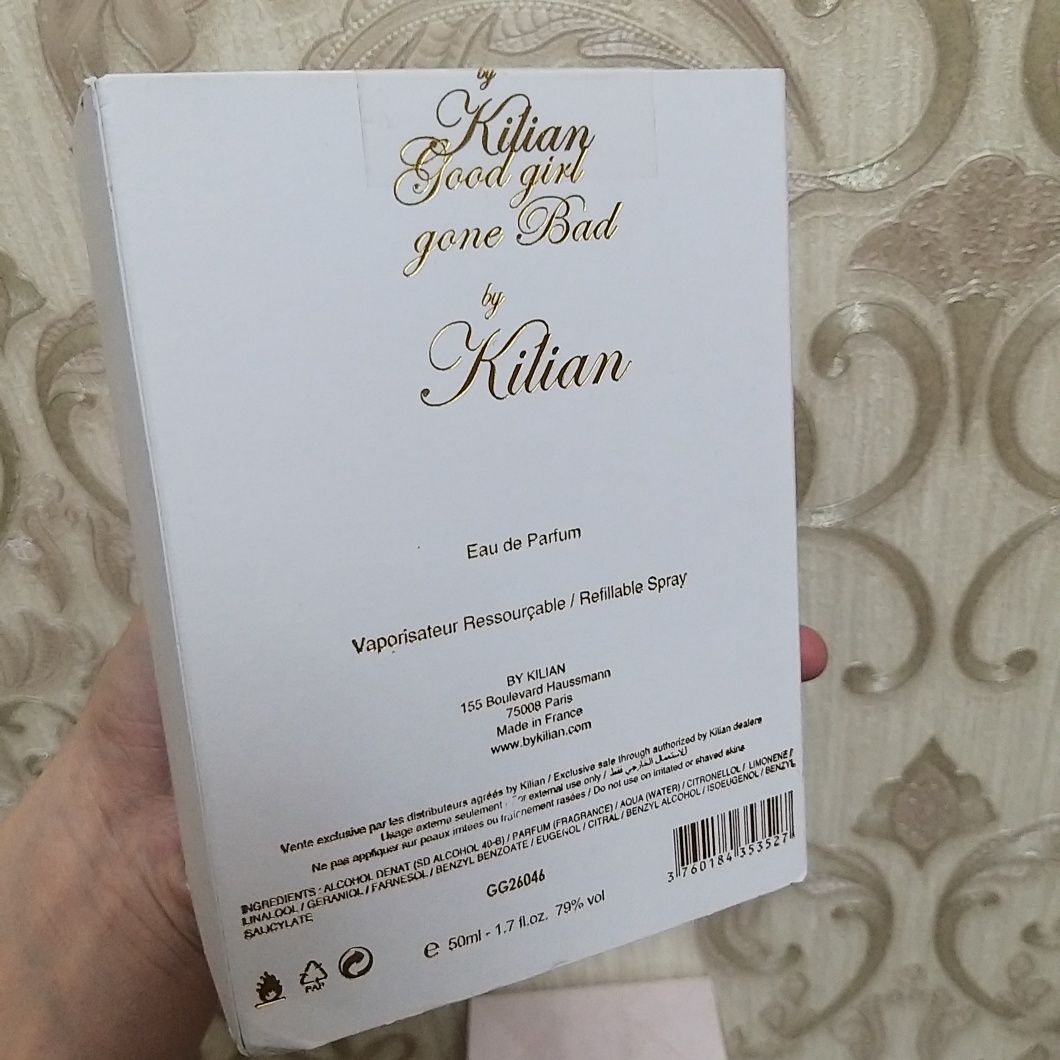 by
Kilian
Good girl
gone Bad
by
Kilian
Eau de Parfum
Vaporisateur Ressourçable / Refillable Spray
BY KILIAN
155 Boulevard Haussmann
75008 Paris
Made in France
www.bykilian.com
Vente exclusive par les distributeurs agréés by Kilian / Exclusive sale through authorized by Kilian dealers
Usage externe seulement / For external use only / للاستعمال الخارجي فقط
Ne pas appliquer sur peaux irritées ou fraîchement rasées / Do not use on irritated or shaved skins
INGREDIENTS : ALCOHOL DENAT (SD ALCOHOL 40-B) / PARFUM (FRAGRANCE) / AQUA (WATER) / CITRONELLOL / LIMONENE /
LINALOOL / GERANIOL / FARNESOL / BENZYL BENZOATE / EUGENOL / CITRAL / BENZYL ALCOHOL / ISOEUGENOL / BENZYL
SALICYLATE
GG26046
3 760184 353527
e 50ml - 1.7 fl.oz. 79% vol
PAP